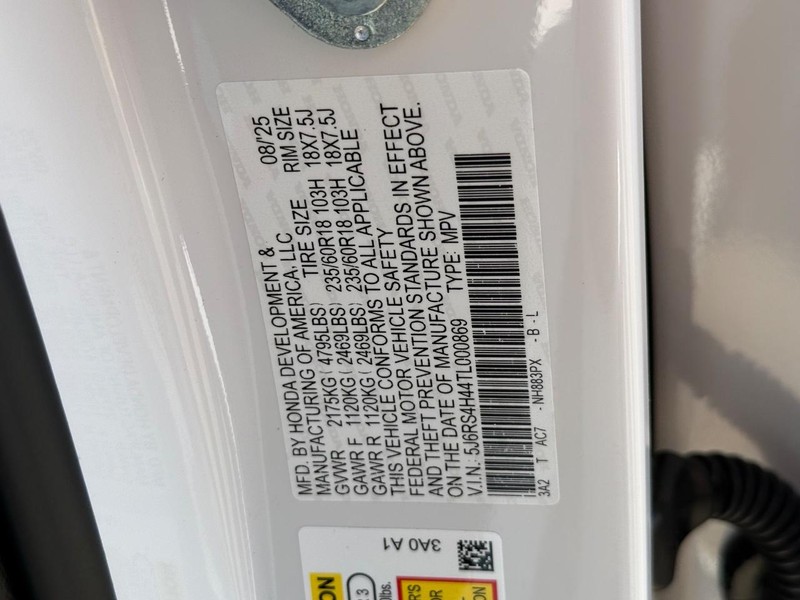 MFD. BY HONDA DEVELOPMENT &
MANUFACTURING OF AMERICA, LLC 08/25
TIRE SIZE RIM SIZE
GVWR 2175KG ( 4795LBS)
GAWR F 1120KG ( 2469LBS) 235/60R18 103H 18X7.5J
GAWR R 1120KG ( 2469LBS) 235/60R18 103H 18X7.5J
THIS VEHICLE CONFORMS TO ALL APPLICABLE
FEDERAL MOTOR VEHICLE SAFETY
AND THEFT PREVENTION STANDARDS IN EFFECT
ON THE DATE OF MANUFACTURE SHOWN ABOVE.
V.I.N.: 5J6RS4H44TL000869 TYPE: MPV
3A2 T AC7 - NH883PX - B - L
3A0 A1